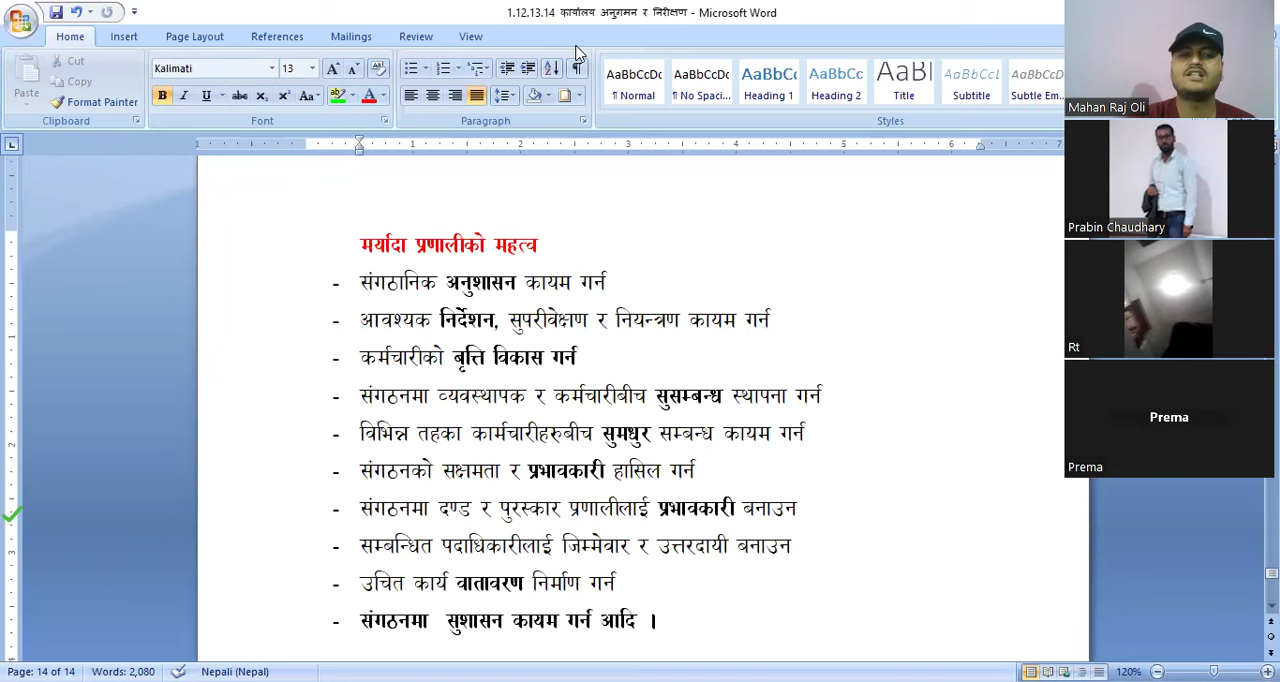 1.12.13.14 कार्यालय अनुगमन र निरीक्षण - Microsoft Word
Home Insert Page Layout References Mailings Review View
Paste
Cut
Copy
Format Painter
Clipboard
Kalimati 13
Font
Paragraph
AaBbCcDc AaBbCcDc AaBbCc AaBbCc AaBl AaBbCcL AaBbCcDc
¶ Normal ¶ No Spaci... Heading 1 Heading 2 Title Subtitle Subtle Em...
Styles
मर्यादा प्रणालीको महत्व
- संगठानिक अनुशासन कायम गर्न
- आवश्यक निर्देशन, सुपरीवेक्षण र नियन्त्रण कायम गर्न
- कर्मचारीको बृत्ति विकास गर्न
- संगठनमा व्यवस्थापक र कर्मचारीबीच सुसम्बन्ध स्थापना गर्न
- विभिन्न तहका कार्मचारीहरुबीच सुमधुर सम्बन्ध कायम गर्न
- संगठनको सक्षमता र प्रभावकारी हासिल गर्न
- संगठनमा दण्ड र पुरस्कार प्रणालीलाई प्रभावकारी बनाउन
- सम्बन्धित पदाधिकारीलाई जिम्मेवार र उत्तरदायी बनाउन
- उचित कार्य वातावरण निर्माण गर्न
- संगठनमा सुशासन कायम गर्न आदि ।
Page: 14 of 14 Words: 2,080 Nepali (Nepal) 120%
Mahan Raj Oli
Prabin Chaudhary
Rt
Prema
Prema